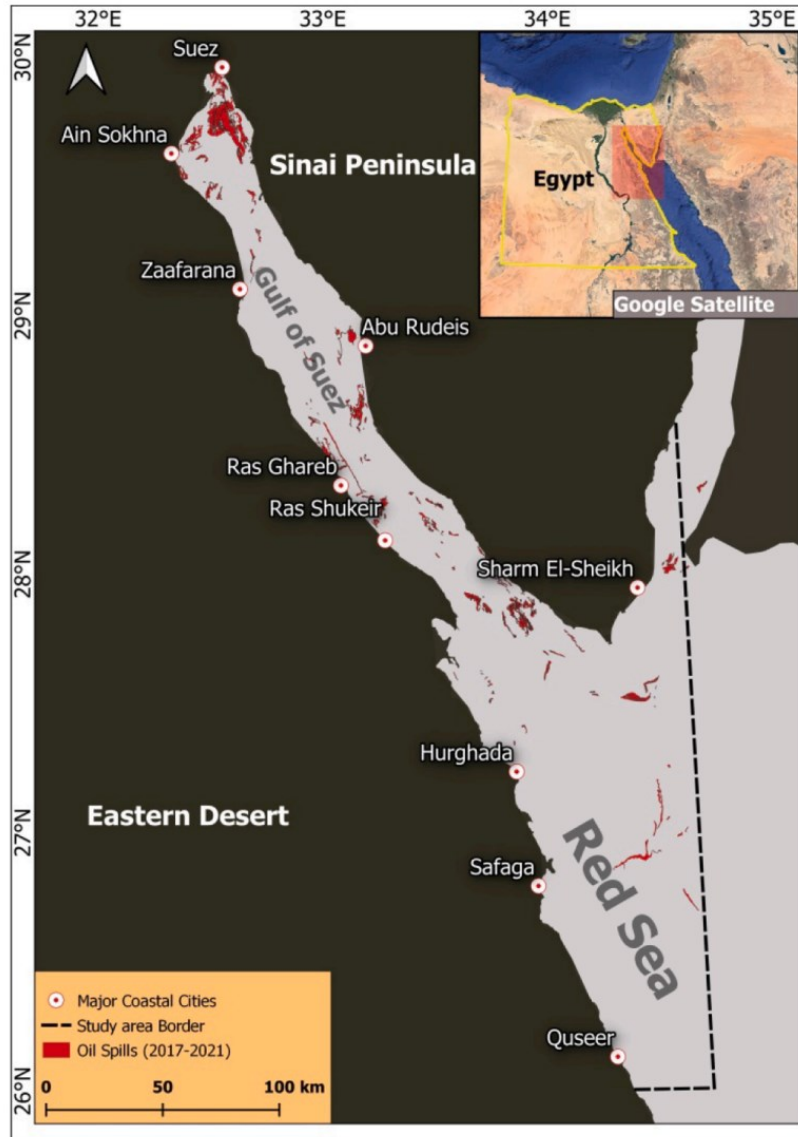 32°E
33°E
34°E
35°E
30°N
29°N
28°N
27°N
26°N
Suez
Ain Sokhna
Sinai Peninsula
Egypt
Google Satellite
Zaafarana
Gulf of Suez
Abu Rudeis
Ras Ghareb
Ras Shukeir
Sharm El-Sheikh
Hurghada
Eastern Desert
Red Sea
Safaga
Quseer
Major Coastal Cities
Study area Border
Oil Spills (2017-2021)
0 50 100 km